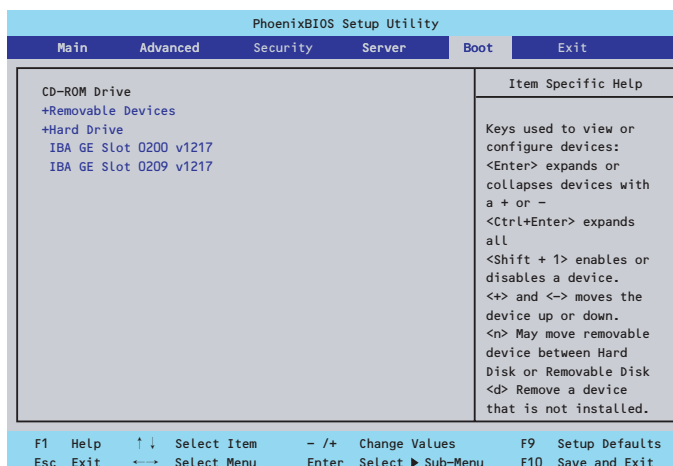 PhoenixBIOS Setup Utility
Main Advanced Security Server Boot Exit
CD-ROM Drive
+Removable Devices
+Hard Drive
IBA GE Slot 0200 v1217
IBA GE Slot 0209 v1217
Item Specific Help
Keys used to view or
configure devices:
<Enter> expands or
collapses devices with
a + or -
<Ctrl+Enter> expands
all
<Shift + 1> enables or
disables a device.
<+> and <-> moves the
device up or down.
<n> May move removable
device between Hard
Disk or Removable Disk
<d> Remove a device
that is not installed.
F1 Help ↑↓ Select Item - /+ Change Values F9 Setup Defaults
Esc Exit ←→ Select Menu Enter Select ▶ Sub-Menu F10 Save and Exit